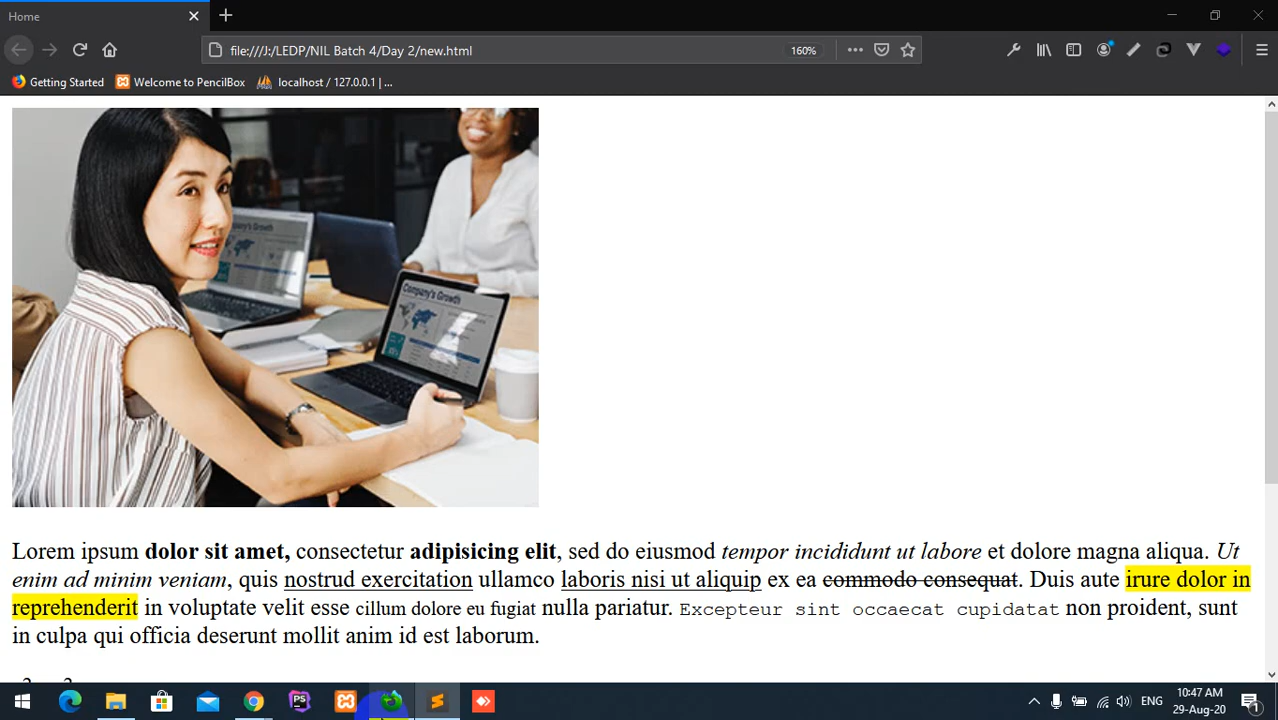 Home
file:///J:/LEDP/NIL Batch 4/Day 2/new.html
160%
Getting Started Welcome to PencilBox localhost / 127.0.0.1 | ...
Company's Growth
Lorem ipsum dolor sit amet, consectetur adipisicing elit, sed do eiusmod tempor incididunt ut labore et dolore magna aliqua. Ut
enim ad minim veniam, quis nostrud exercitation ullamco laboris nisi ut aliquip ex ea commodo consequat. Duis aute irure dolor in
reprehenderit in voluptate velit esse cillum dolore eu fugiat nulla pariatur. Excepteur sint occaecat cupidatat non proident, sunt
in culpa qui officia deserunt mollit anim id est laborum.
PS
ENG
10:47 AM
29-Aug-20
1